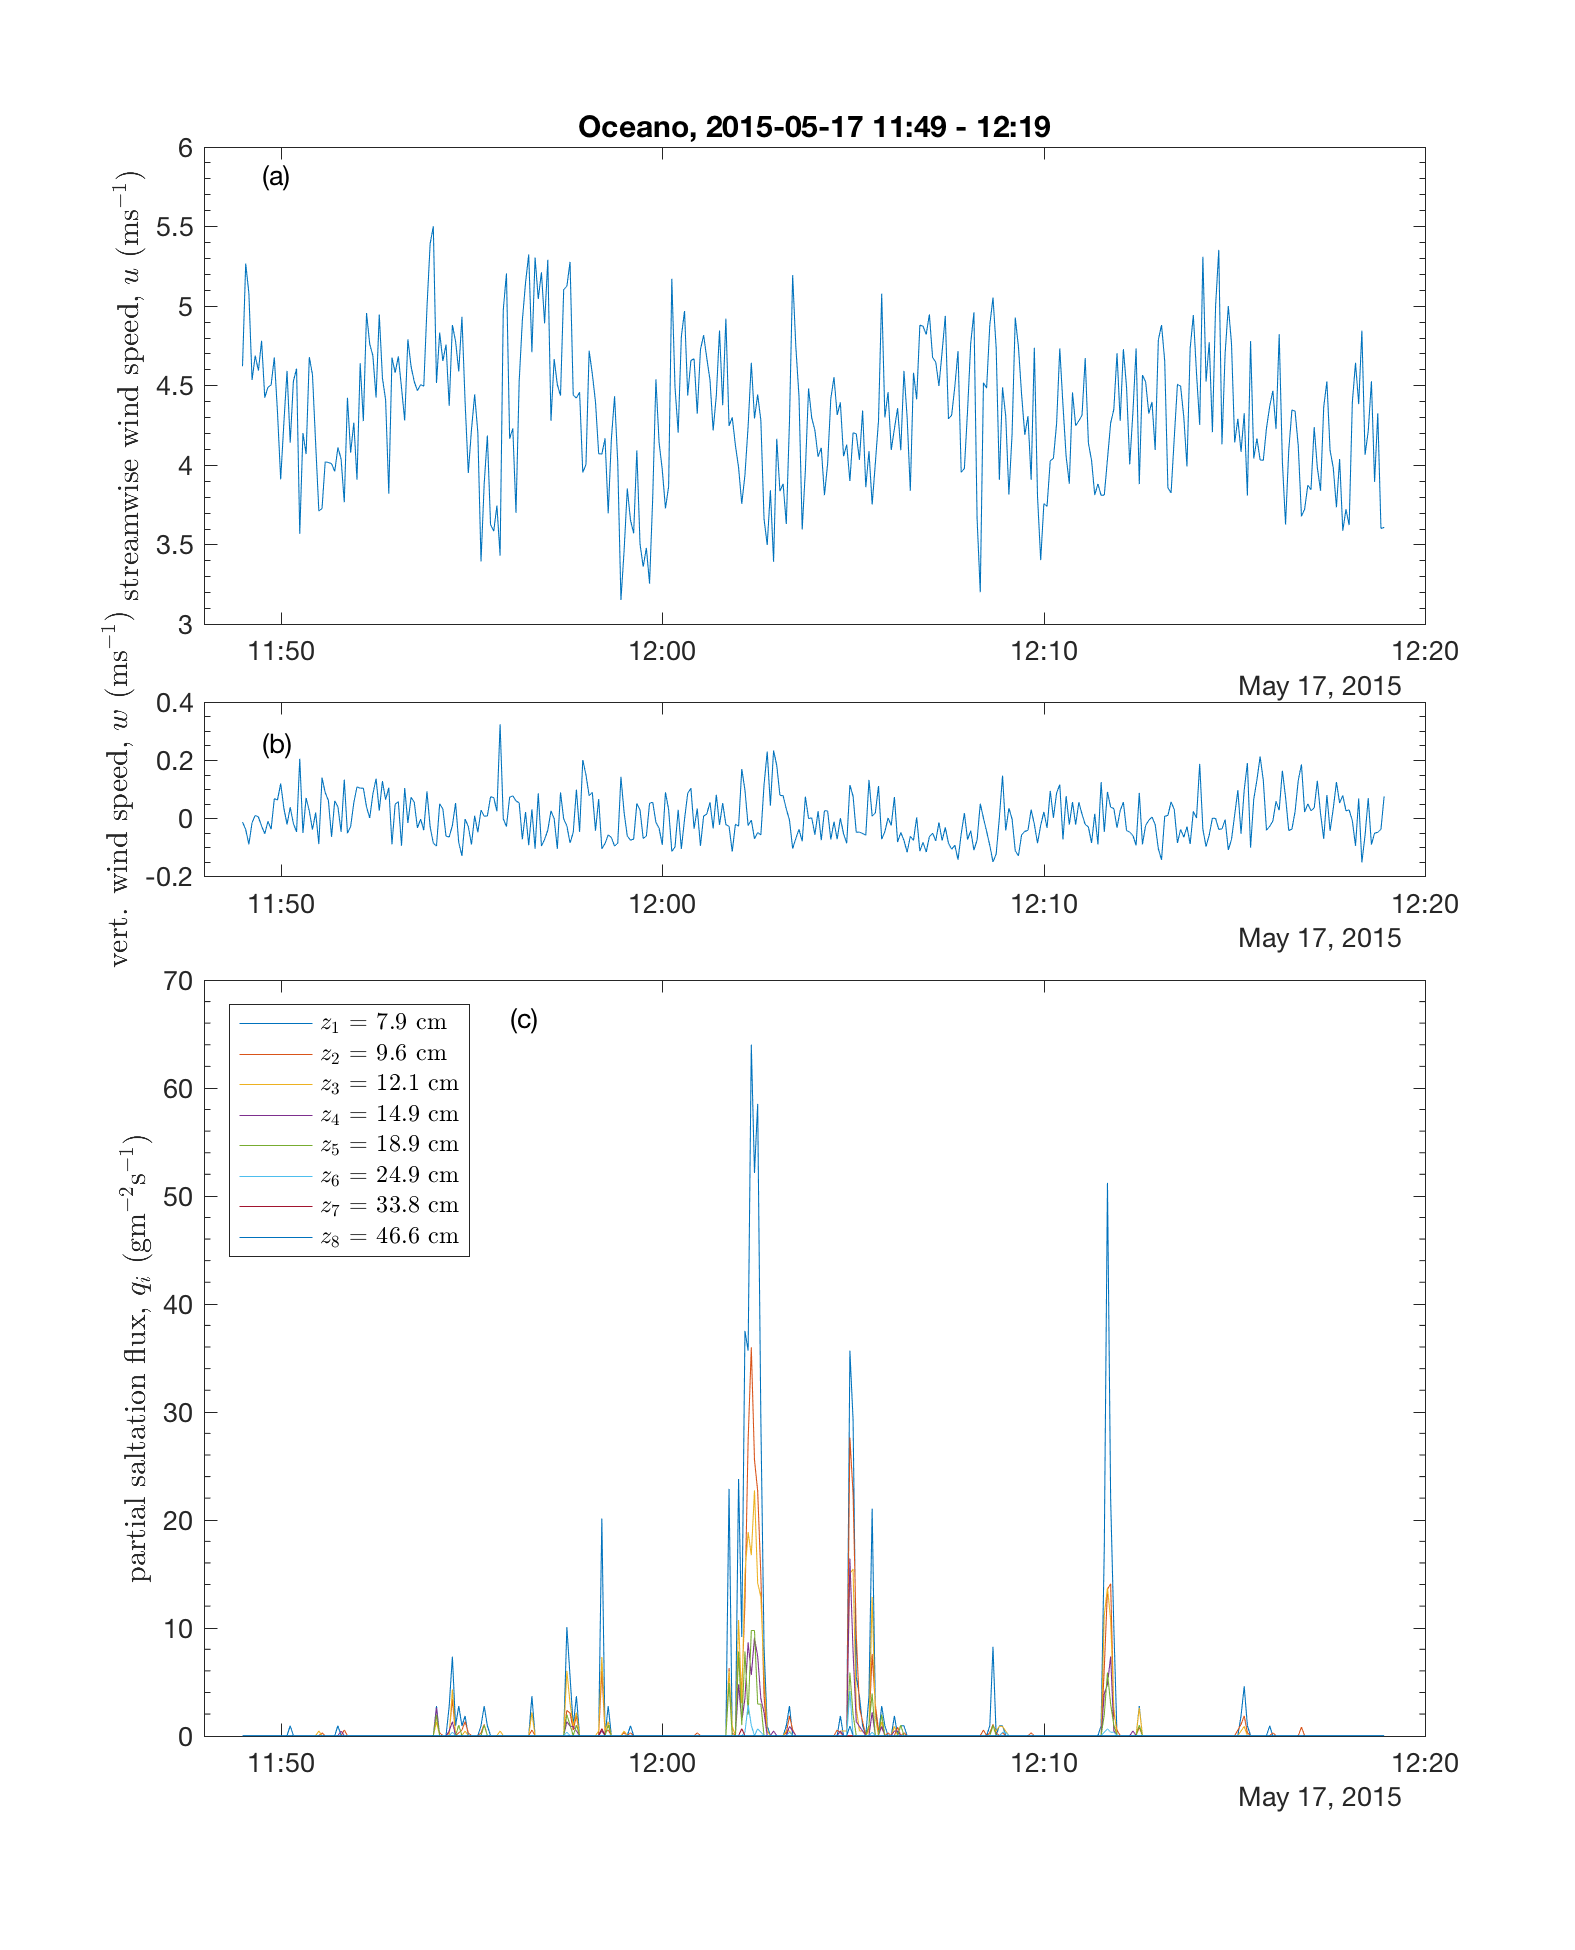 Oceano, 2015-05-17 11:49 - 12:19
(a)
streamwise wind speed, u (ms⁻¹)
6
5.5
5
4.5
4
3.5
3
11:50 12:00 12:10 12:20
May 17, 2015
(b)
vert. wind speed, w (ms⁻¹)
0.4
0.2
0
-0.2
11:50 12:00 12:10 12:20
May 17, 2015
(c)
partial saltation flux, qᵢ (gm⁻²s⁻¹)
70
60
50
40
30
20
10
0
z₁ = 7.9 cm
z₂ = 9.6 cm
z₃ = 12.1 cm
z₄ = 14.9 cm
z₅ = 18.9 cm
z₆ = 24.9 cm
z₇ = 33.8 cm
z₈ = 46.6 cm
11:50 12:00 12:10 12:20
May 17, 2015